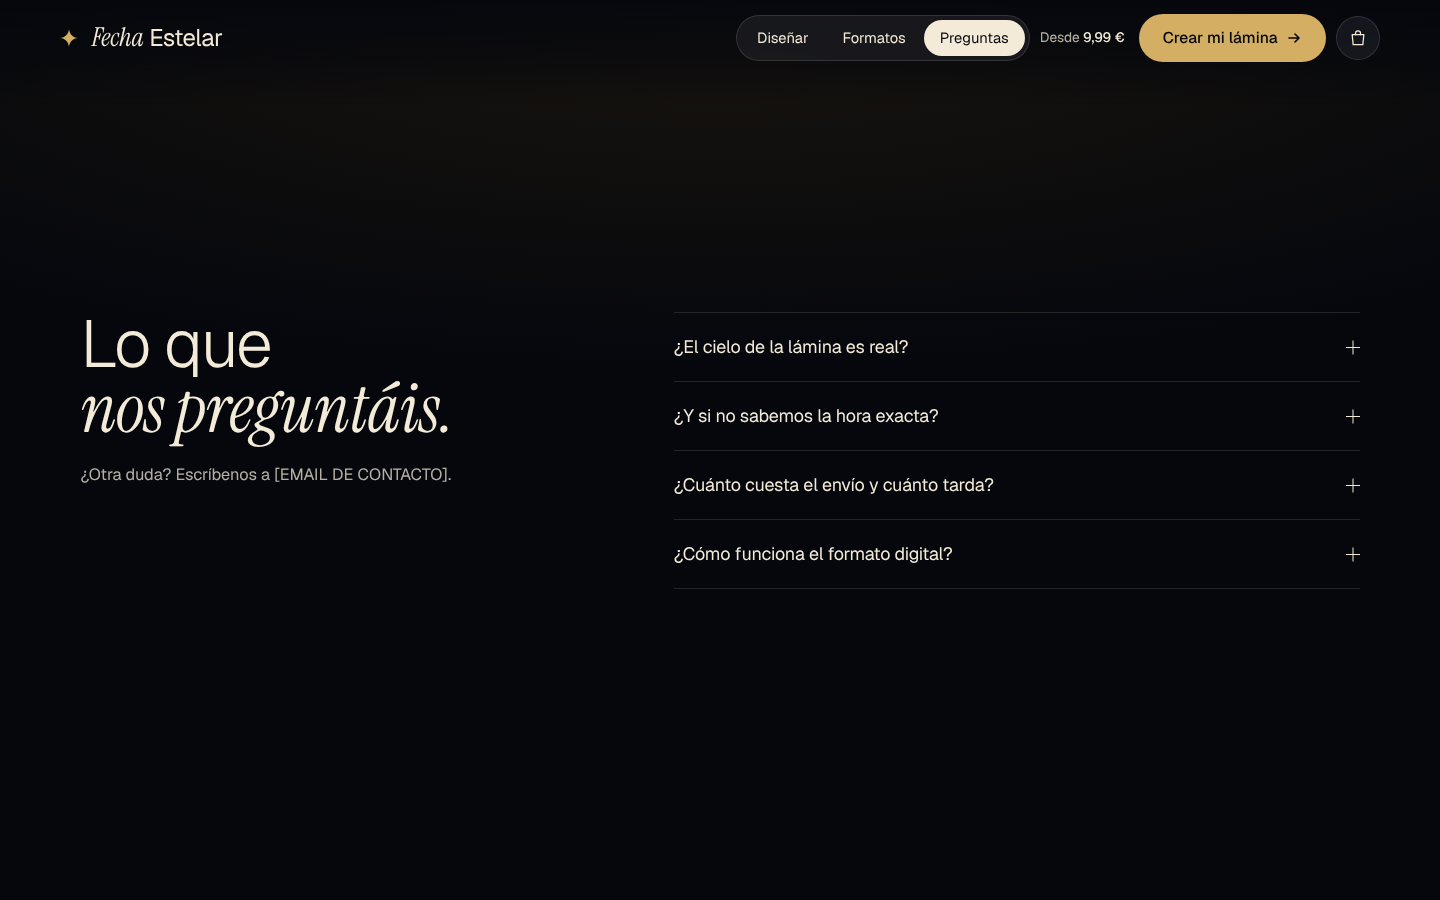 Fecha Estelar
Diseñar
Formatos
Preguntas
Desde 9,99 €
Crear mi lámina →
Lo que
nos preguntáis.
¿Otra duda? Escríbenos a [EMAIL DE CONTACTO].
¿El cielo de la lámina es real?
¿Y si no sabemos la hora exacta?
¿Cuánto cuesta el envío y cuánto tarda?
¿Cómo funciona el formato digital?